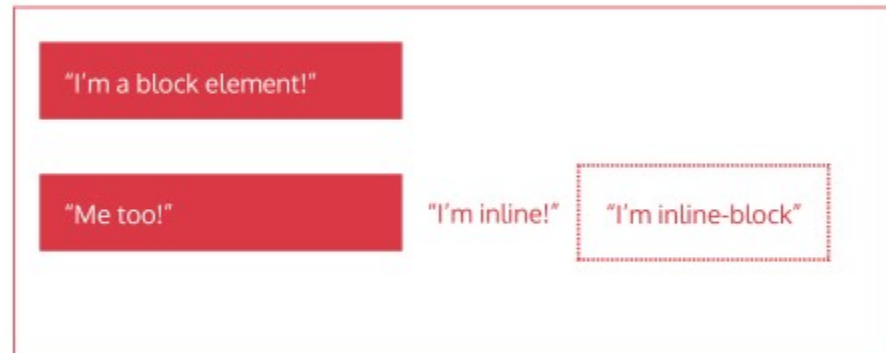 “I’m a block element!”
“Me too!” “I’m inline!” “I’m inline-block”